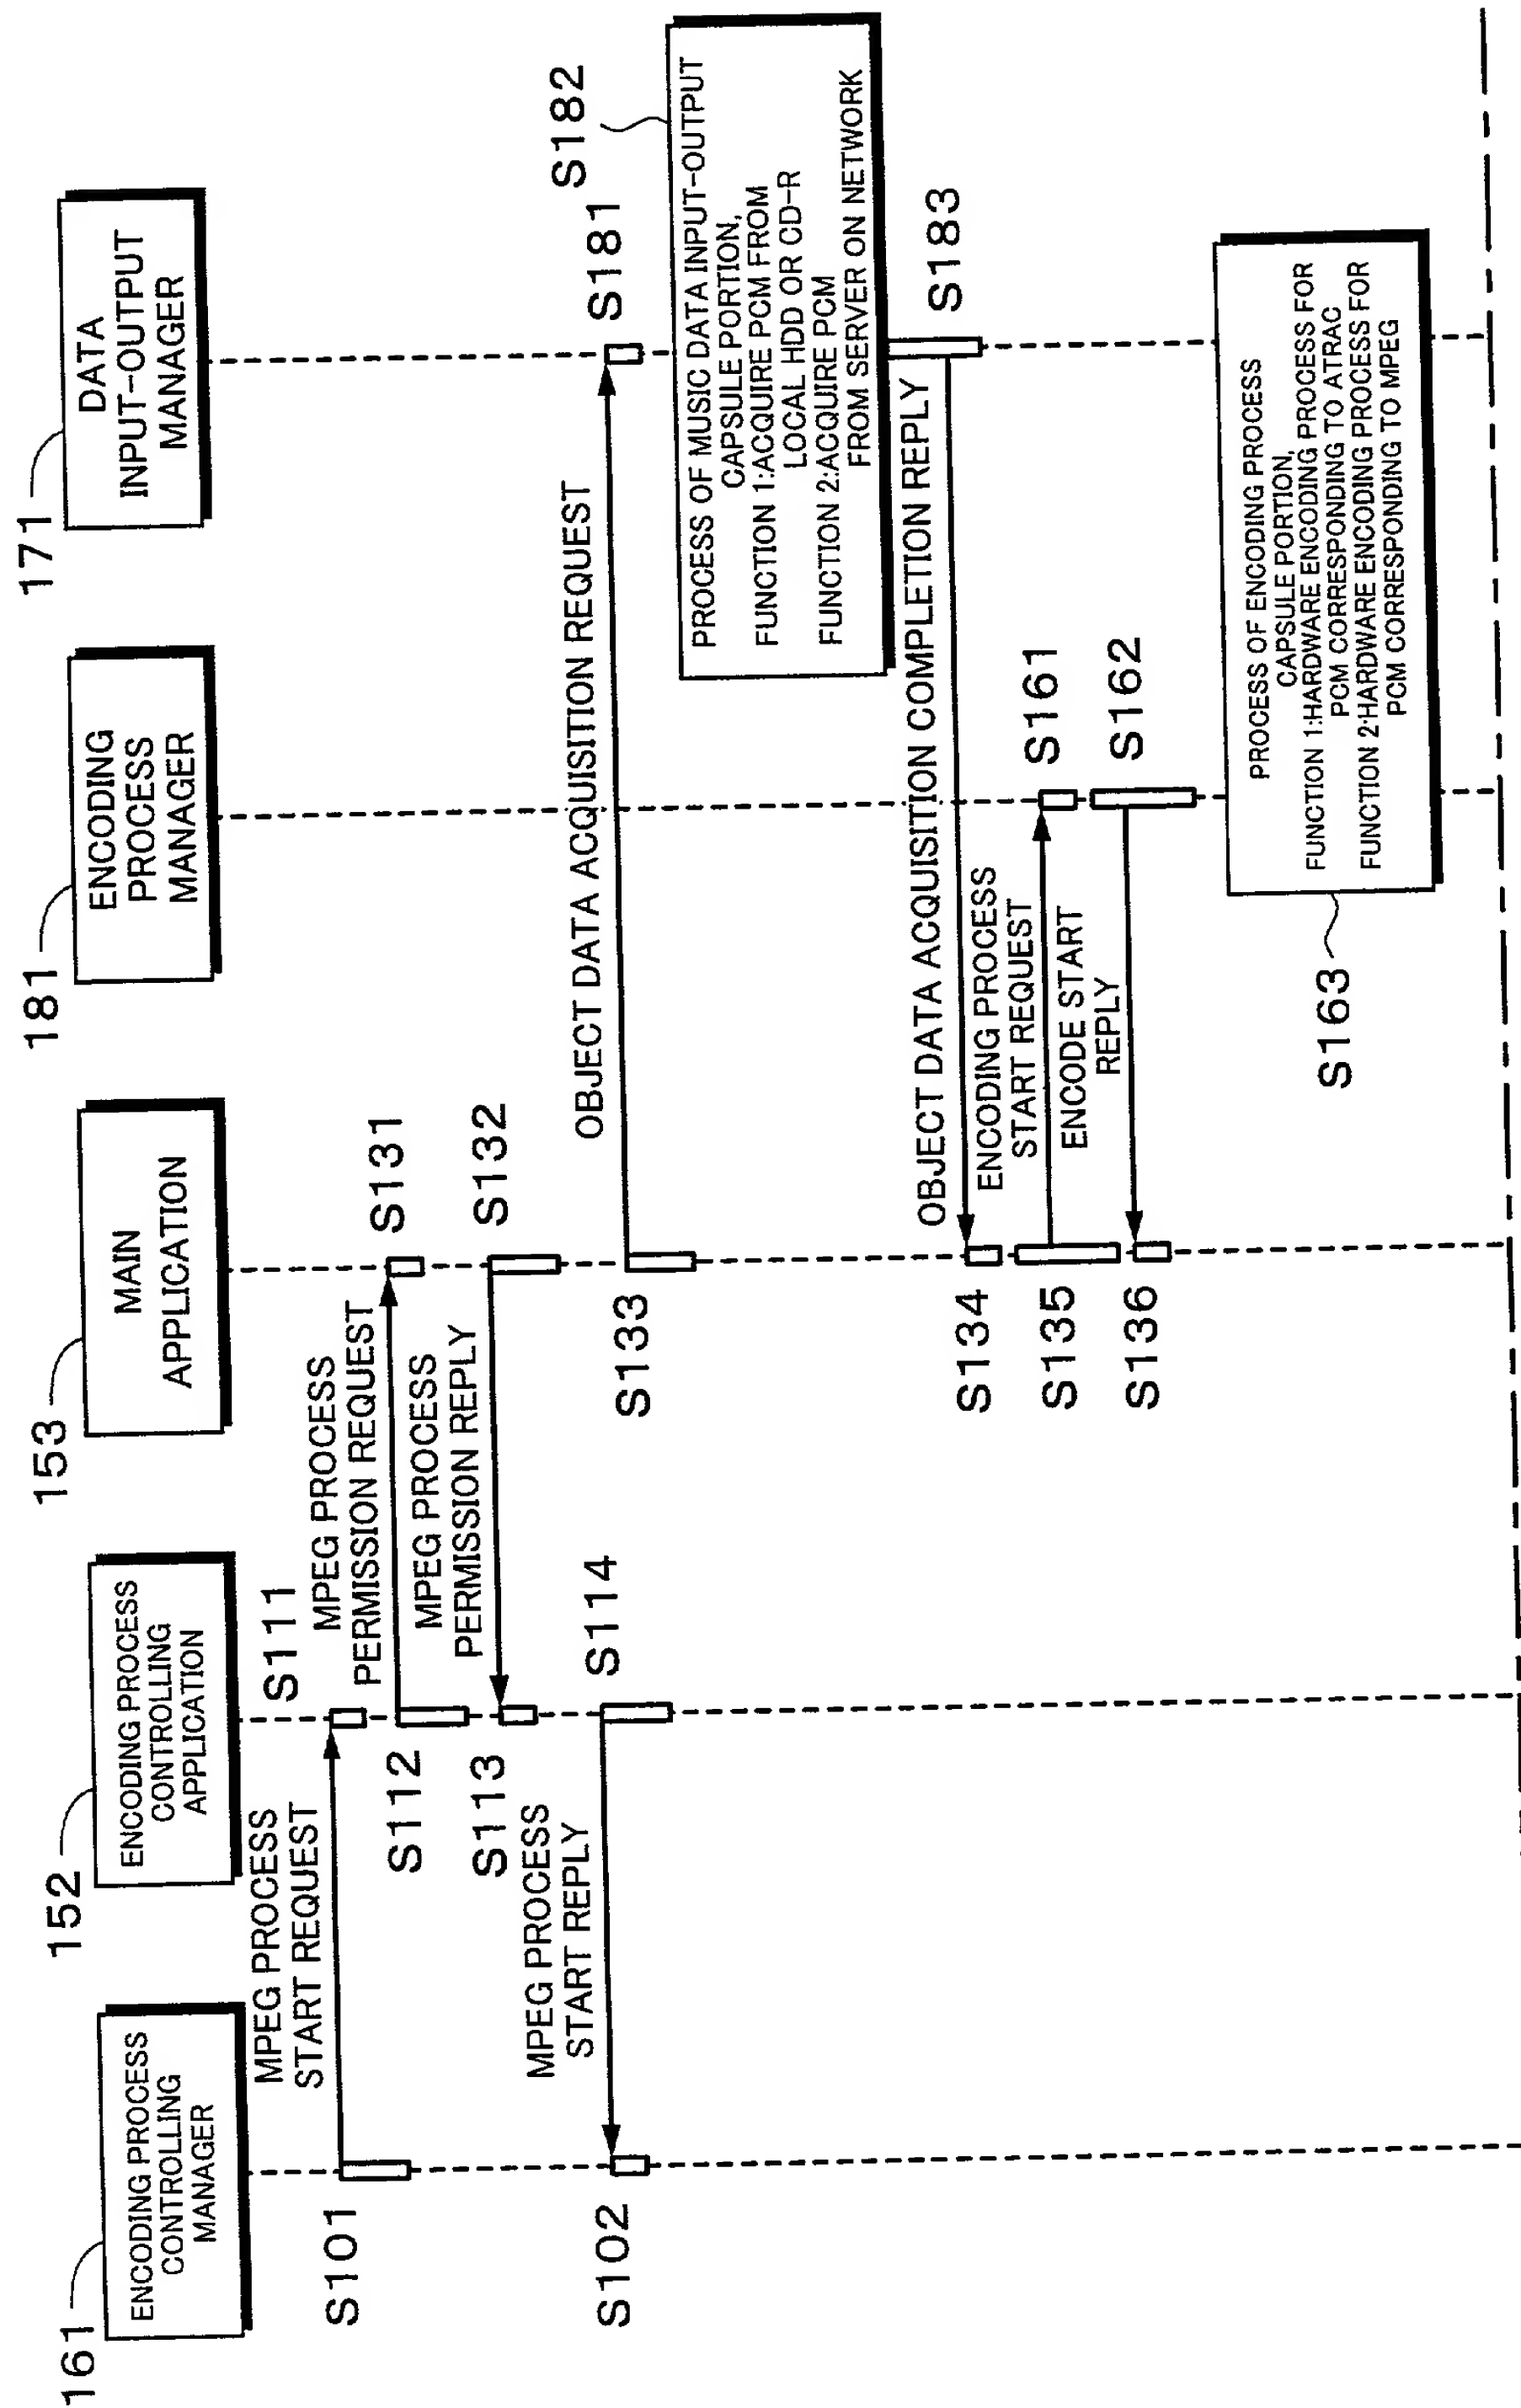 161
ENCODING PROCESS
CONTROLLING
MANAGER
152
ENCODING PROCESS
CONTROLLING
APPLICATION
153
MAIN
APPLICATION
181
ENCODING
PROCESS
MANAGER
171
DATA
INPUT-OUTPUT
MANAGER
S101
MPEG PROCESS
START REQUEST
S111
S112
MPEG PROCESS
PERMISSION REQUEST
S131
MPEG PROCESS
PERMISSION REPLY
S132
S113
MPEG PROCESS
START REPLY
S114
S102
S133
OBJECT DATA ACQUISITION REQUEST
S181
S182
PROCESS OF MUSIC DATA INPUT-OUTPUT
CAPSULE PORTION,
FUNCTION 1:ACQUIRE PCM FROM
LOCAL HDD OR CD-R
FUNCTION 2:ACQUIRE PCM
FROM SERVER ON NETWORK
OBJECT DATA ACQUISITION COMPLETION REPLY
S183
S134
ENCODING PROCESS
START REQUEST
S161
S135
ENCODE START
REPLY
S162
S136
S163
PROCESS OF ENCODING PROCESS
CAPSULE PORTION,
FUNCTION 1:HARDWARE ENCODING PROCESS FOR
PCM CORRESPONDING TO ATRAC
FUNCTION 2·HARDWARE ENCODING PROCESS FOR
PCM CORRESPONDING TO MPEG